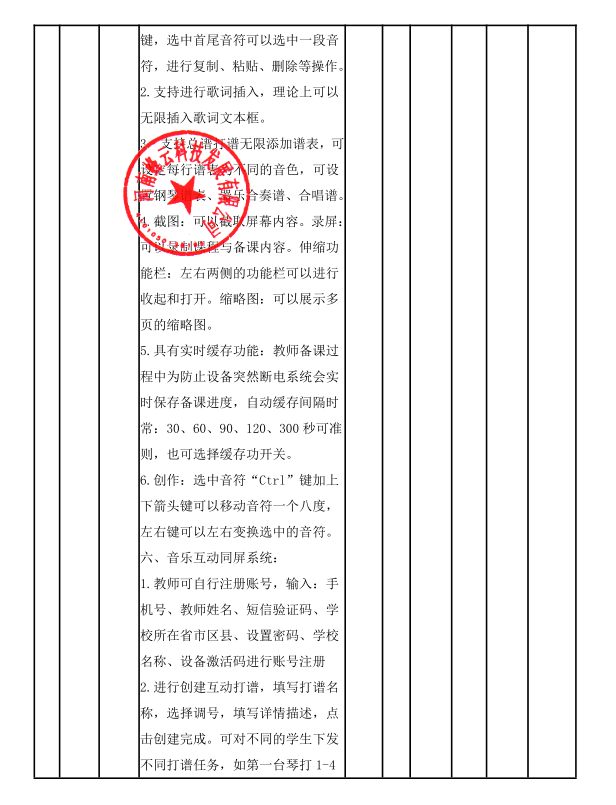 键，选中首尾音符可以选中一段音
符，进行复制、粘贴、删除等操作。
2.支持进行歌词插入，理论上可以
无限插入歌词文本框。
3. 支持总谱打谱无限添加谱表，可
设定每行谱表不同的音色，可设
钢琴谱表、器乐合奏谱、合唱谱。
4.截图：可以截取屏幕内容。录屏：
可以录制课程与备课内容。伸缩功
能栏：左右两侧的功能栏可以进行
收起和打开。缩略图：可以展示多
页的缩略图。
5.具有实时缓存功能：教师备课过
程中为防止设备突然断电系统会实
时保存备课进度，自动缓存间隔时
常：30、60、90、120、300 秒可准
则，也可选择缓存功开关。
6.创作：选中音符“Ctrl”键加上
下箭头键可以移动音符一个八度，
左右键可以左右变换选中的音符。
六、音乐互动同屏系统：
1.教师可自行注册账号，输入：手
机号、教师姓名、短信验证码、学
校所在省市区县、设置密码、学校
名称、设备激活码进行账号注册
2.进行创建互动打谱，填写打谱名
称，选择调号，填写详情描述，点
击创建完成。可对不同的学生下发
不同打谱任务，如第一台琴打 1-4
云科技发展有限公司